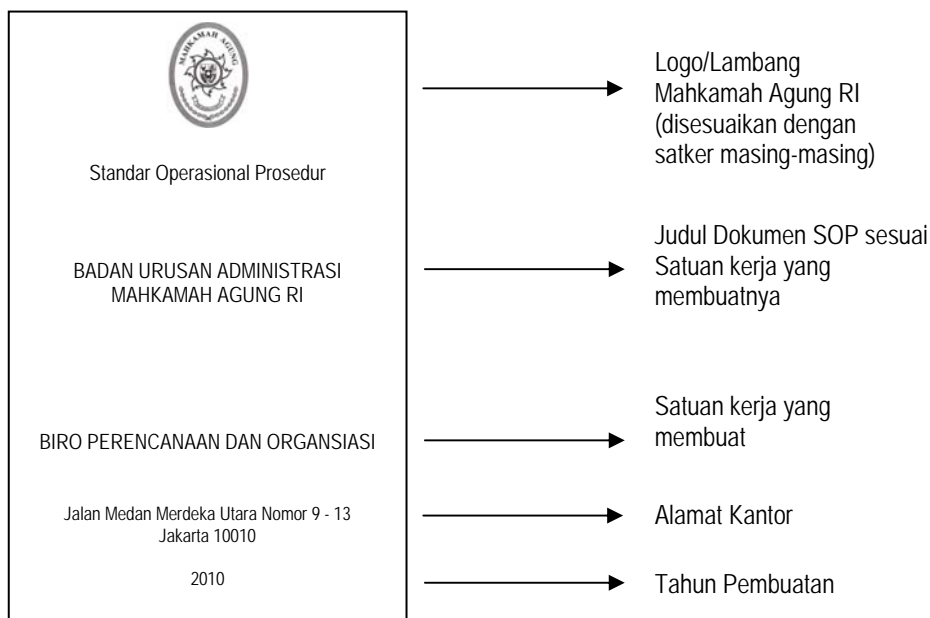 MAHKAMAH AGUNG
Standar Operasional Prosedur
BADAN URUSAN ADMINISTRASI
MAHKAMAH AGUNG RI
BIRO PERENCANAAN DAN ORGANSIASI
Jalan Medan Merdeka Utara Nomor 9 - 13
Jakarta 10010
2010
Logo/Lambang
Mahkamah Agung RI
(disesuaikan dengan
satker masing-masing)
Judul Dokumen SOP sesuai
Satuan kerja yang
membuatnya
Satuan kerja yang
membuat
Alamat Kantor
Tahun Pembuatan